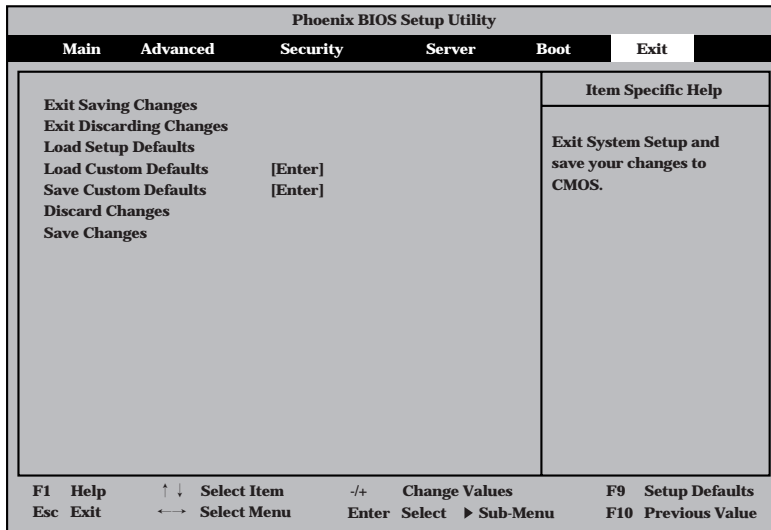 Phoenix BIOS Setup Utility
Main Advanced Security Server Boot Exit
Exit Saving Changes
Exit Discarding Changes
Load Setup Defaults
Load Custom Defaults [Enter]
Save Custom Defaults [Enter]
Discard Changes
Save Changes
Item Specific Help
Exit System Setup and
save your changes to
CMOS.
F1 Help ↑ ↓ Select Item -/+ Change Values F9 Setup Defaults
Esc Exit ←→ Select Menu Enter Select ▶ Sub-Menu F10 Previous Value